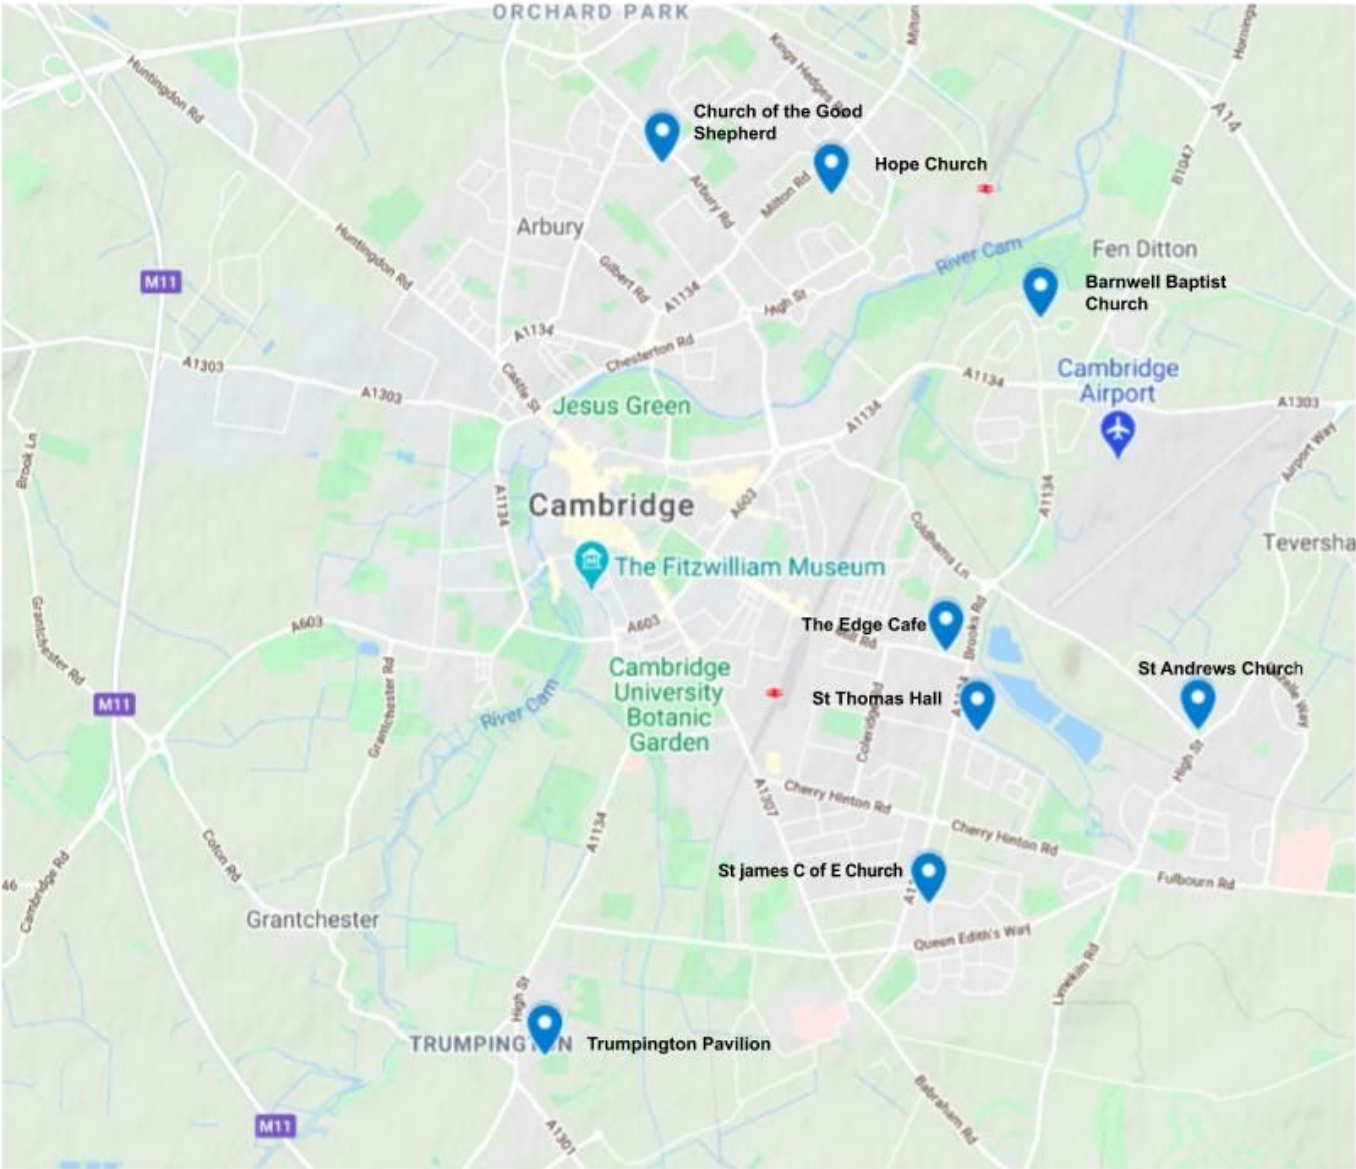 ORCHARD PARK
Milton
Kings Hedges R
Huntingdon Rd
Church of the Good
Shepherd
A14
Hope Church
B1047
Milton Rd
Arbury Rd
Arbury
Huntingdon Rd
River Cam
Fen Ditton
M11
Gilbert Rd
A1134
High St
Barnwell Baptist
Church
A1134
Chesterton Rd
A1303
Castle St
A1303
A1134
Cambridge
Airport
Jesus Green
A1134
A1303
Brook Ln
Airport Way
A1134
Cambridge
A603
A1134
Coldhams Ln
Teversha
The Fitzwilliam Museum
Grantchester Rd
A603
A603
The Edge Cafe
Brooks Rd
Mill Rd
Cambridge
University
Botanic
Garden
St Andrews Church
M11
River Cam
Grantchester Rd
St Thomas Hall
High St
Cherry Hinton Rd
A1307
A1134
Cherry Hinton Rd
Coton Rd
St james C of E Church
Fulbourn Rd
46
Cambridge Rd
Grantchester
Queen Edith's Way
Limekiln Rd
High St
TRUMPINGT N
Trumpington Pavilion
M11
A1301
Babraham Rd